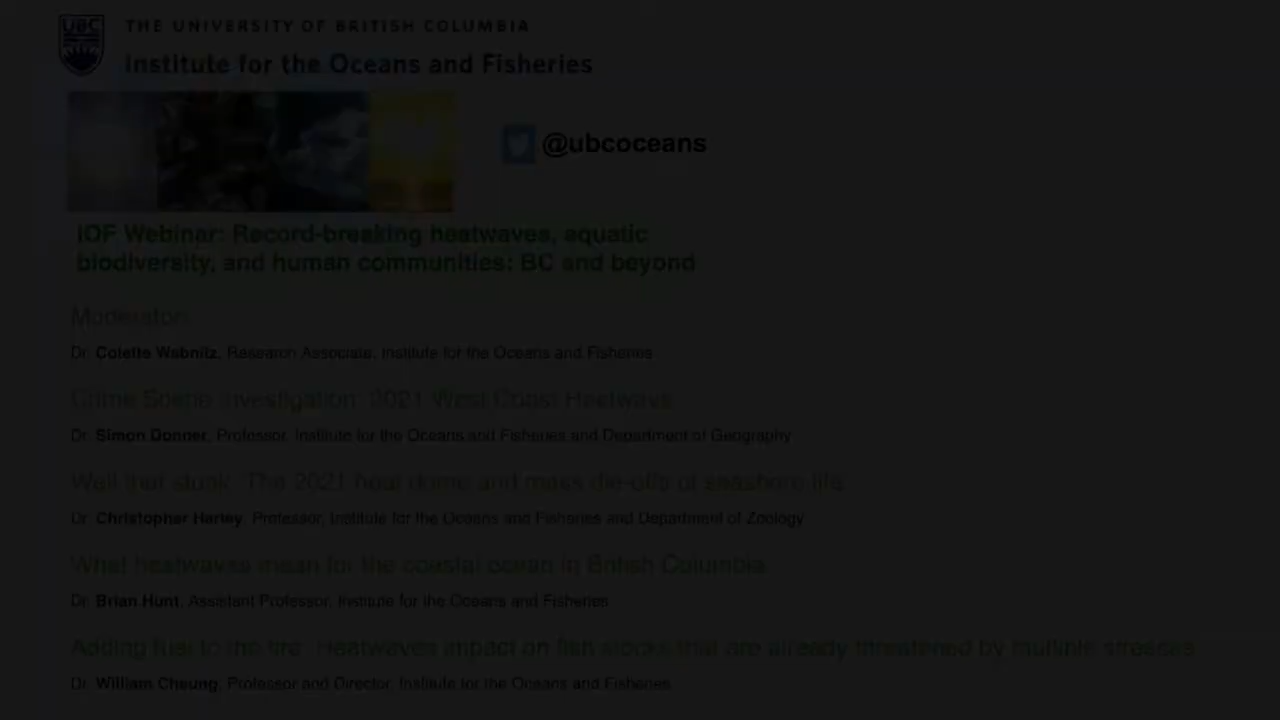 UBC
THE UNIVERSITY OF BRITISH COLUMBIA
Institute for the Oceans and Fisheries
@ubcoceans
IOF Webinar: Record-breaking heatwaves, aquatic
biodiversity, and human communities: BC and beyond
Moderator
Dr. Colette Wabnitz, Research Associate, Institute for the Oceans and Fisheries
Crime Scene Investigation: 2021 West Coast Heatwave
Dr. Simon Donner, Professor, Institute for the Oceans and Fisheries and Department of Geography
Well that stunk: The 2021 heat dome and mass die-offs of seashore life
Dr. Christopher Harley, Professor, Institute for the Oceans and Fisheries and Department of Zoology
What heatwaves mean for the coastal ocean in British Columbia
Dr. Brian Hunt, Assistant Professor, Institute for the Oceans and Fisheries
Adding fuel to the fire: Heatwaves impact on fish stocks that are already threatened by multiple stresses
Dr. William Cheung, Professor and Director, Institute for the Oceans and Fisheries